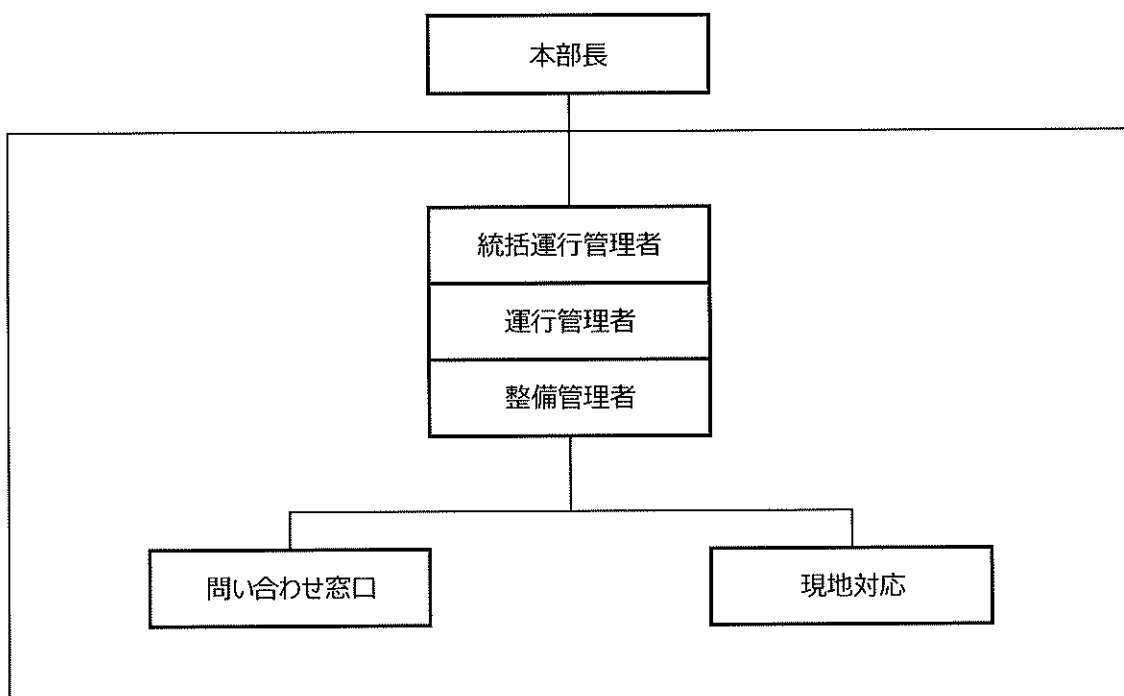 本部長
統括運行管理者
運行管理者
整備管理者
問い合わせ窓口
現地対応